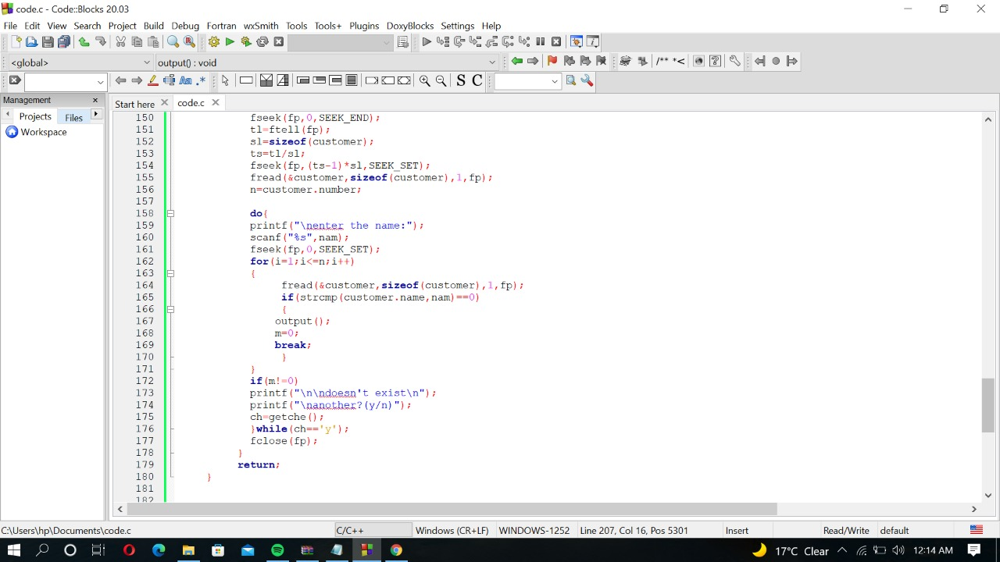 code.c - Code::Blocks 20.03
File Edit View Search Project Build Debug Fortran wxSmith Tools Tools+ Plugins DoxyBlocks Settings Help
<global> output() : void
/** *<
Aa .* S C
Management
Start here code.c
Projects Files
Workspace
150 fseek(fp,0,SEEK_END);
151 tl=ftell(fp);
152 sl=sizeof(customer);
153 ts=tl/sl;
154 fseek(fp,(ts-1)*sl,SEEK_SET);
155 fread(&customer,sizeof(customer),1,fp);
156 n=customer.number;
157
158 do{
159 printf("\nenter the name:");
160 scanf("%s",nam);
161 fseek(fp,0,SEEK_SET);
162 for(i=1;i<=n;i++)
163 {
164 fread(&customer,sizeof(customer),1,fp);
165 if(strcmp(customer.name,nam)==0)
166 {
167 output();
168 m=0;
169 break;
170 }
171 }
172 if(m!=0)
173 printf("\n\ndoesn't exist\n");
174 printf("\nanother?(y/n)");
175 ch=getche();
176 }while(ch=='y');
177 fclose(fp);
178 }
179 return;
180 }
181
182
C:\Users\hp\Documents\code.c C/C++ Windows (CR+LF) WINDOWS-1252 Line 207, Col 16, Pos 5301 Insert Read/Write default
17°C Clear 12:14 AM